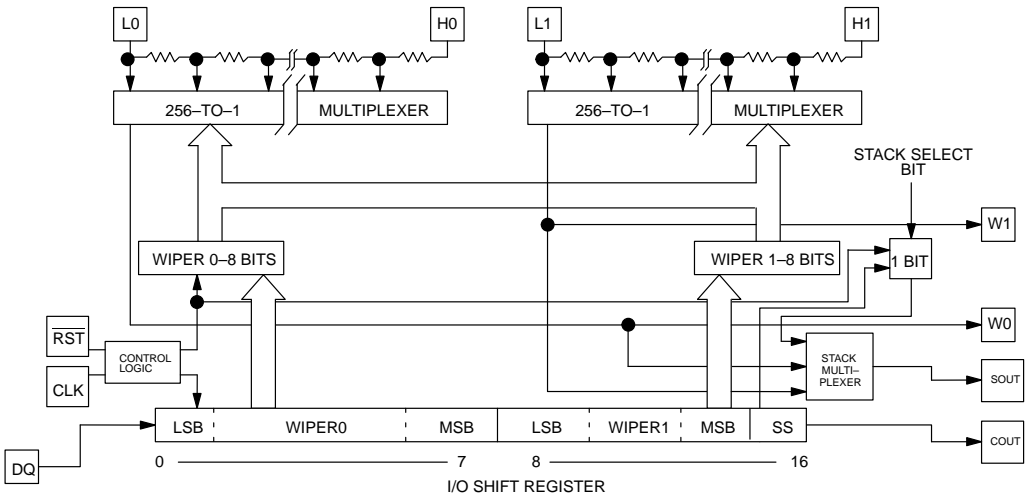 L0
H0
L1
H1
256–TO–1
MULTIPLEXER
256–TO–1
MULTIPLEXER
STACK SELECT
BIT
W1
WIPER 0–8 BITS
WIPER 1–8 BITS
1 BIT
RST
W0
CONTROL
LOGIC
STACK
MULTI–
PLEXER
CLK
SOUT
LSB
WIPER0
MSB
LSB
WIPER1
MSB
SS
COUT
DQ
0
7
8
16
I/O SHIFT REGISTER